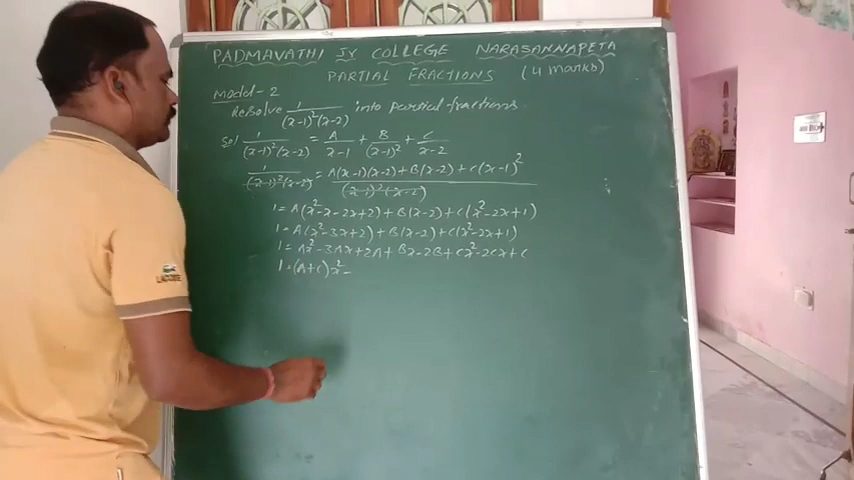 PADMAVATHI Jr COLLEGE NARASANNAPETA
PARTIAL FRACTIONS (4 Marks)
Model-2
Resolve 1/(x-1)²(x-2) into partial fractions
Sol 1/(x-1)²(x-2) = A/(x-1) + B/(x-1)² + C/(x-2)
1/(x-1)²(x-2) = A(x-1)(x-2)+B(x-2)+C(x-1)²/(x-1)²(x-2)
1 = A(x²-x-2x+2)+B(x-2)+C(x²-2x+1)
1 = A(x²-3x+2)+B(x-2)+C(x²-2x+1)
1 = Ax²-3Ax+2A+Bx-2B+Cx²-2Cx+C
1 = (A+C)x²-
LACOSTE